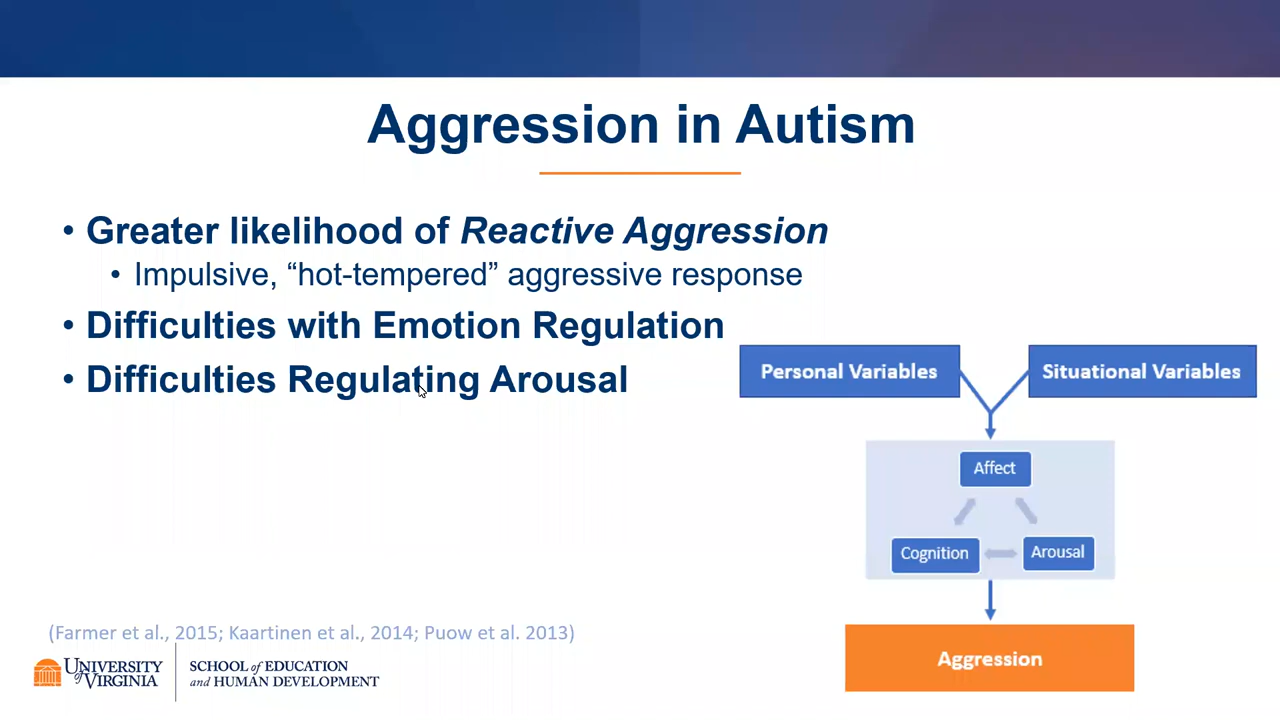 Aggression in Autism
• Greater likelihood of Reactive Aggression
• Impulsive, “hot-tempered” aggressive response
• Difficulties with Emotion Regulation
• Difficulties Regulating Arousal
Personal Variables
Situational Variables
Affect
Cognition
Arousal
Aggression
(Farmer et al., 2015; Kaartinen et al., 2014; Puow et al. 2013)
UNIVERSITY
of VIRGINIA
SCHOOL of EDUCATION
and HUMAN DEVELOPMENT